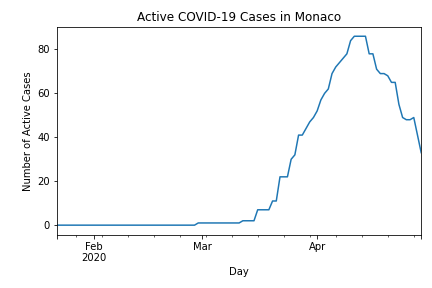 Active COVID-19 Cases in Monaco
Number of Active Cases
80
60
40
20
0
Feb
2020
Mar
Apr
Day